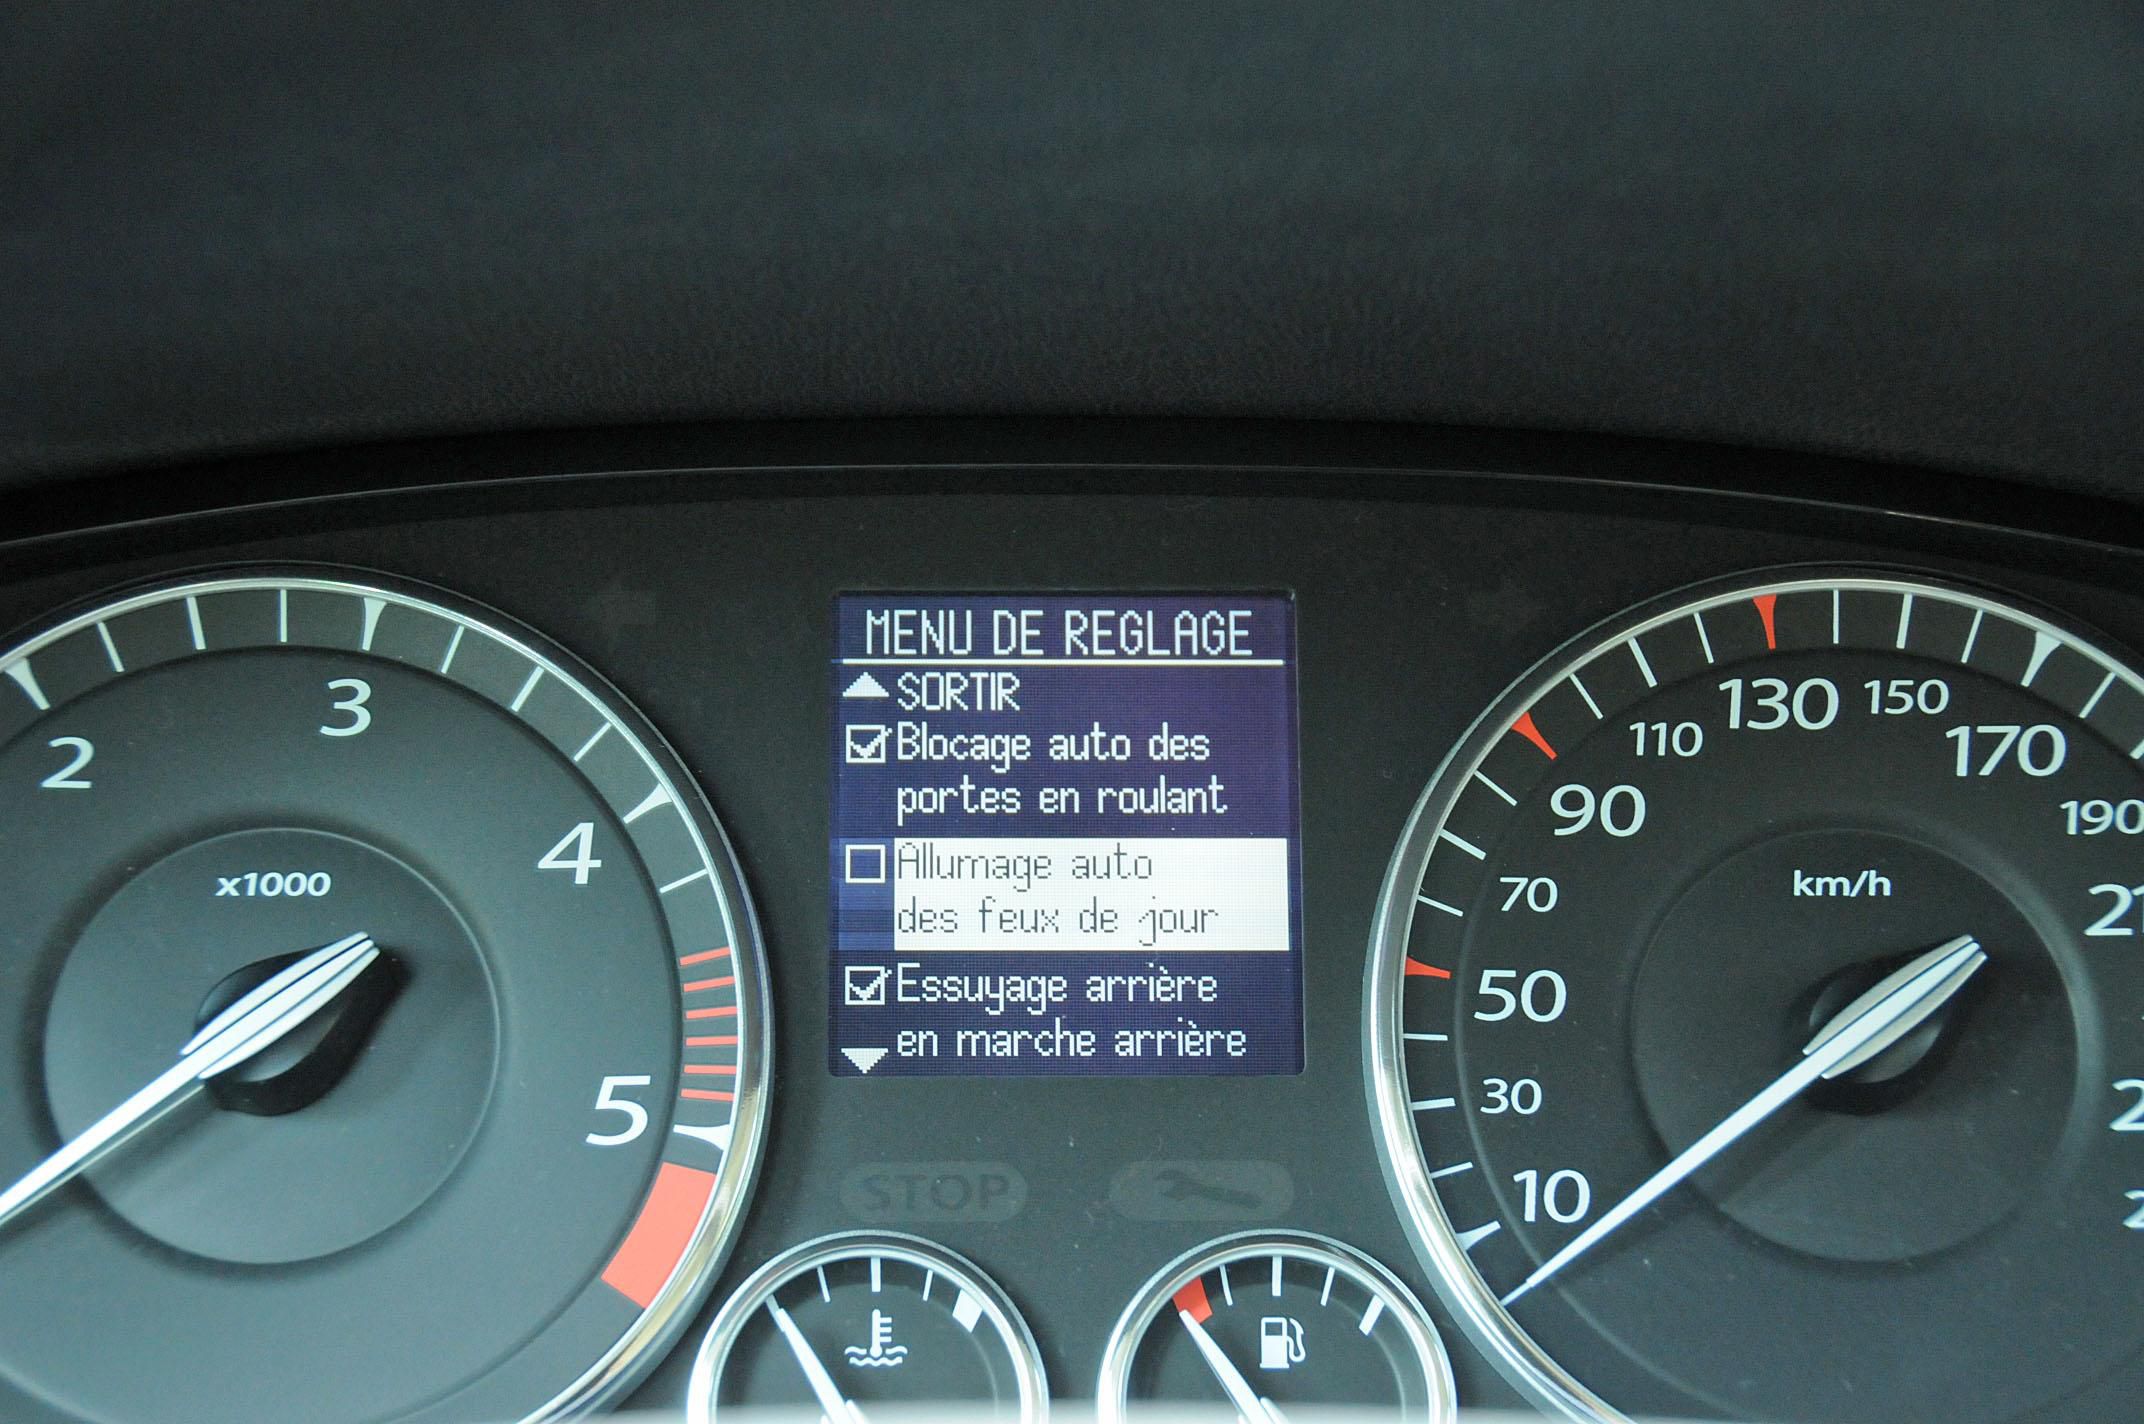 MENU DE REGLAGE
SORTIR
Blocage auto des
portes en roulant
Allumage auto
des feux de jour
Essuyage arrière
en marche arrière
2
3
4
5
x1000
STOP
10
30
50
70
90
110
130
150
170
190
km/h